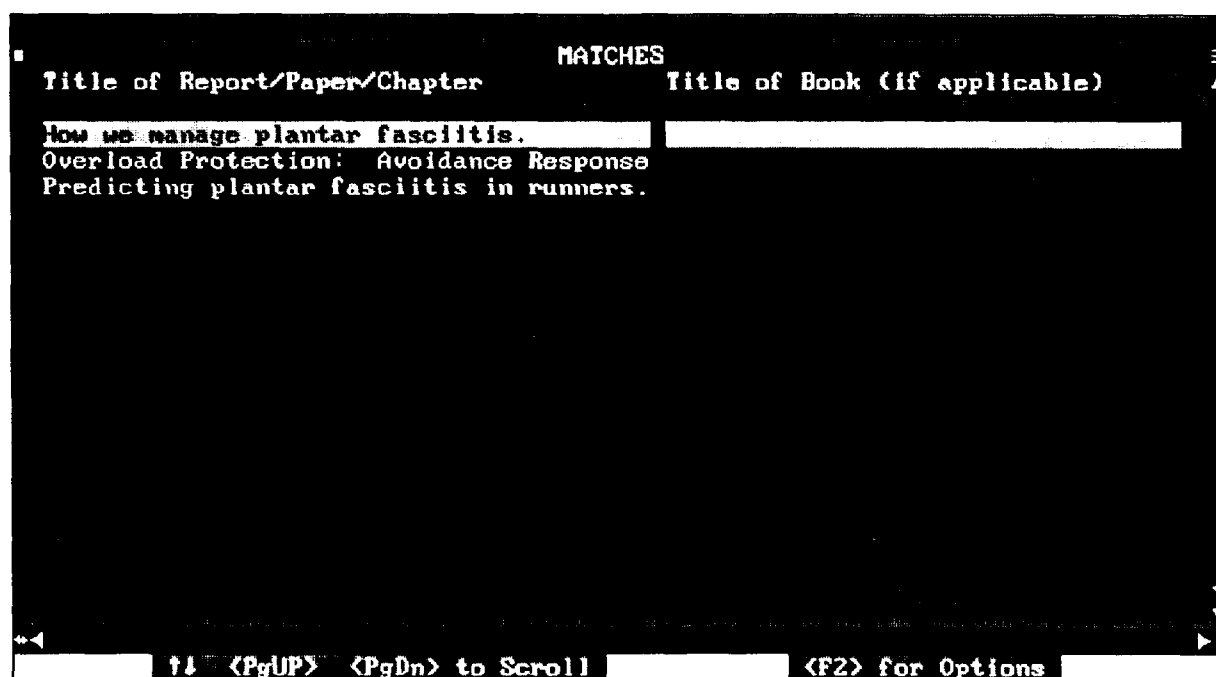 MATCHES
Title of Report/Paper/Chapter Title of Book (if applicable)
How we manage plantar fasciitis.
Overload Protection: Avoidance Response
Predicting plantar fasciitis in runners.
↑↓ <PgUP> <PgDn> to Scroll <F2> for Options